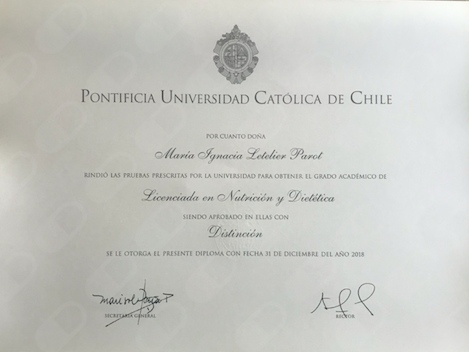 PONTIFICIA UNIVERSIDAD CATÓLICA DE CHILE
POR CUANTO DOÑA
María Ignacia Letelier Parot
RINDIÓ LAS PRUEBAS PRESCRITAS POR LA UNIVERSIDAD PARA OBTENER EL GRADO ACADÉMICO DE
Licenciada en Nutrición y Dietética
SIENDO APROBADO EN ELLAS CON
Distinción
SE LE OTORGA EL PRESENTE DIPLOMA CON FECHA 31 DE DICIEMBRE DEL AÑO 2018
SECRETARIA GENERAL RECTOR